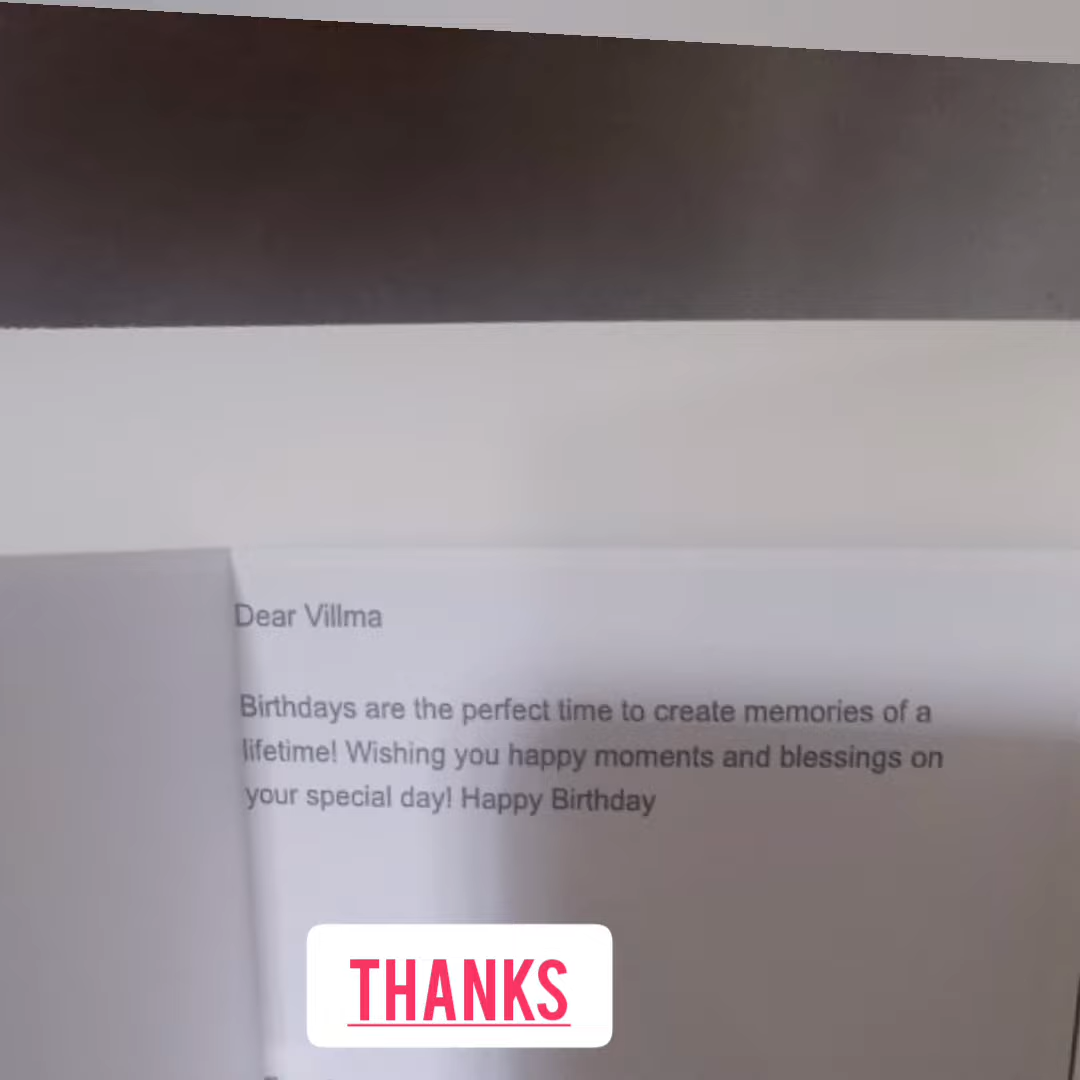 Dear Villma
Birthdays are the perfect time to create memories of a
lifetime! Wishing you happy moments and blessings on
your special day! Happy Birthday
THANKS